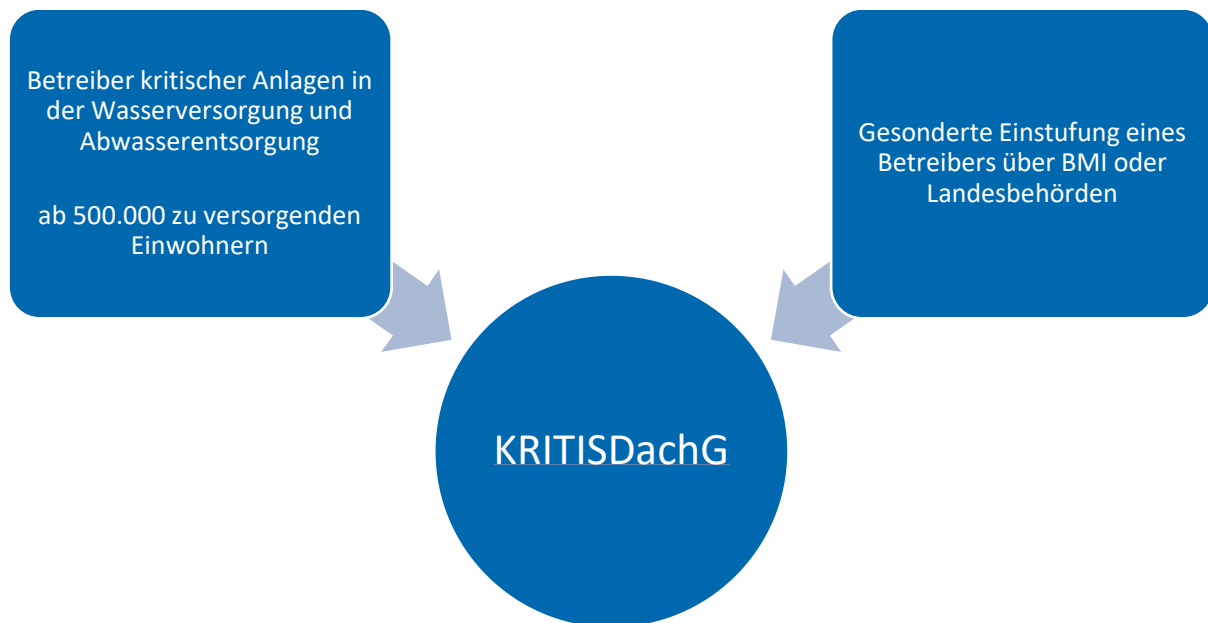 Betreiber kritischer Anlagen in
der Wasserversorgung und
Abwasserentsorgung
ab 500.000 zu versorgenden
Einwohnern
Gesonderte Einstufung eines
Betreibers über BMI oder
Landesbehörden
KRITISDachG